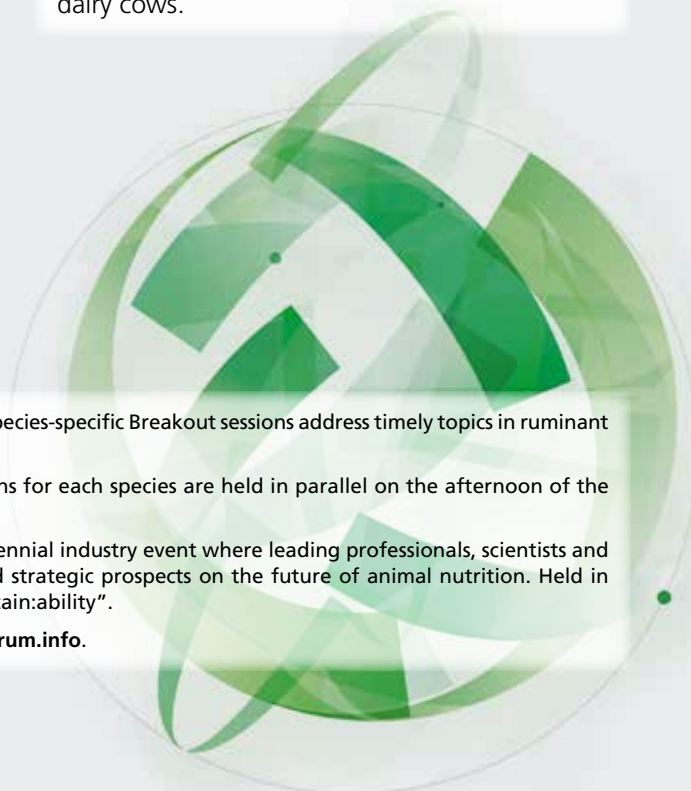 dairy cows.
pecies-specific Breakout sessions address timely topics in ruminant
ns for each species are held in parallel on the afternoon of the
ennial industry event where leading professionals, scientists and
d strategic prospects on the future of animal nutrition. Held in
tain:ability”.
rum.info.